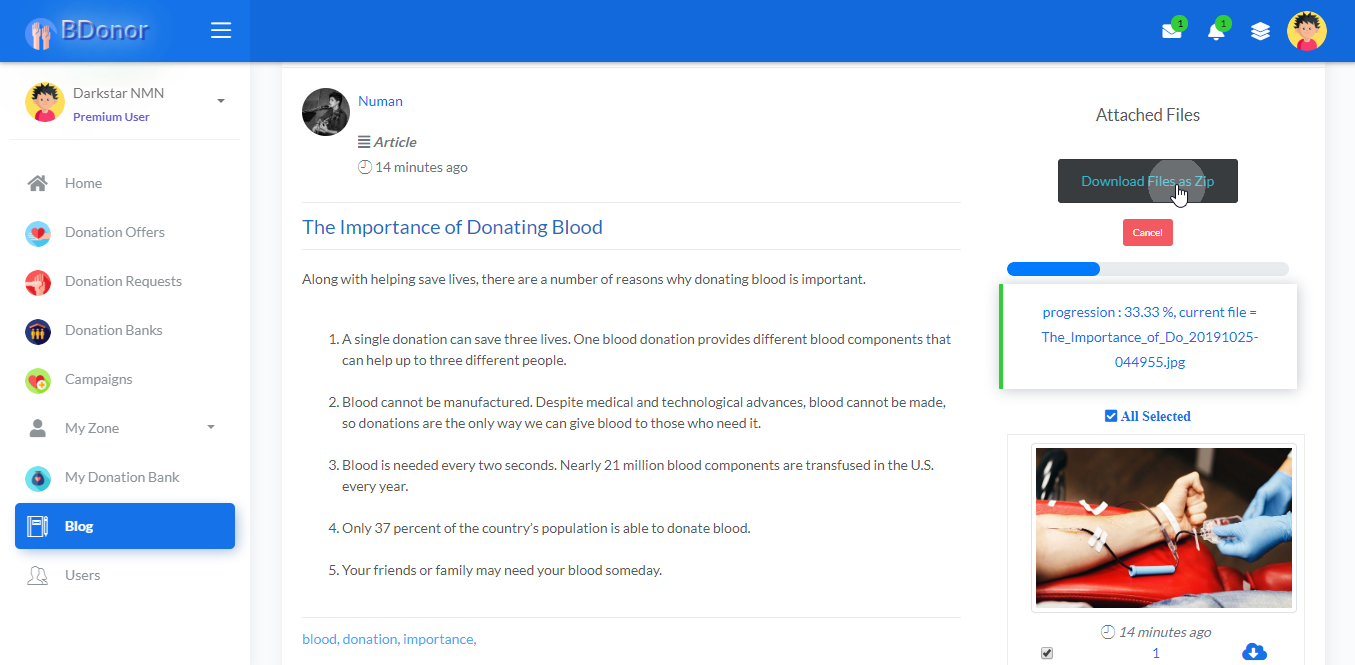 BDonor
1
1
Darkstar NMN
Premium User
Home
Donation Offers
Donation Requests
Donation Banks
Campaigns
My Zone
My Donation Bank
Blog
Users
Numan
Article
14 minutes ago
The Importance of Donating Blood
Along with helping save lives, there are a number of reasons why donating blood is important.
1. A single donation can save three lives. One blood donation provides different blood components that
can help up to three different people.
2. Blood cannot be manufactured. Despite medical and technological advances, blood cannot be made,
so donations are the only way we can give blood to those who need it.
3. Blood is needed every two seconds. Nearly 21 million blood components are transfused in the U.S.
every year.
4. Only 37 percent of the country's population is able to donate blood.
5. Your friends or family may need your blood someday.
blood, donation, importance,
Attached Files
Download Files as Zip
Cancel
progression : 33.33 %, current file =
The_Importance_of_Do_20191025-
044955.jpg
All Selected
14 minutes ago
1